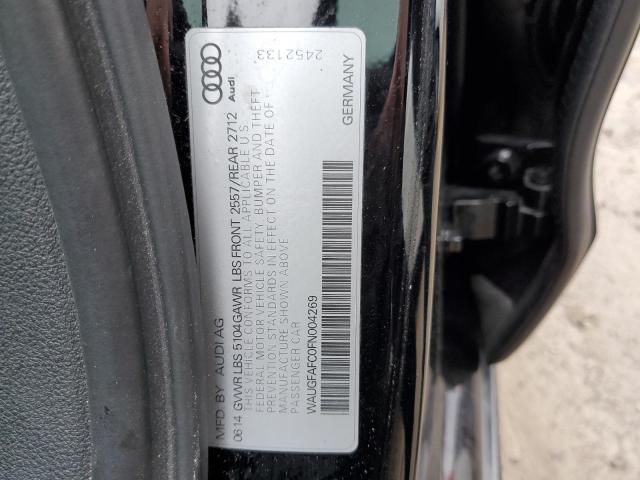 MFD BY AUDI AG
0614 GVWR LBS 5104 GAWR LBS FRONT 2557/REAR 2712
THIS VEHICLE CONFORMS TO ALL APPLICABLE U.S.
FEDERAL MOTOR VEHICLE SAFETY, BUMPER AND THEFT
PREVENTION STANDARDS IN EFFECT ON THE DATE OF
MANUFACTURE SHOWN ABOVE
PASSENGER CAR
WAUGFAFC0FN004269
GERMANY
Audi
2452133